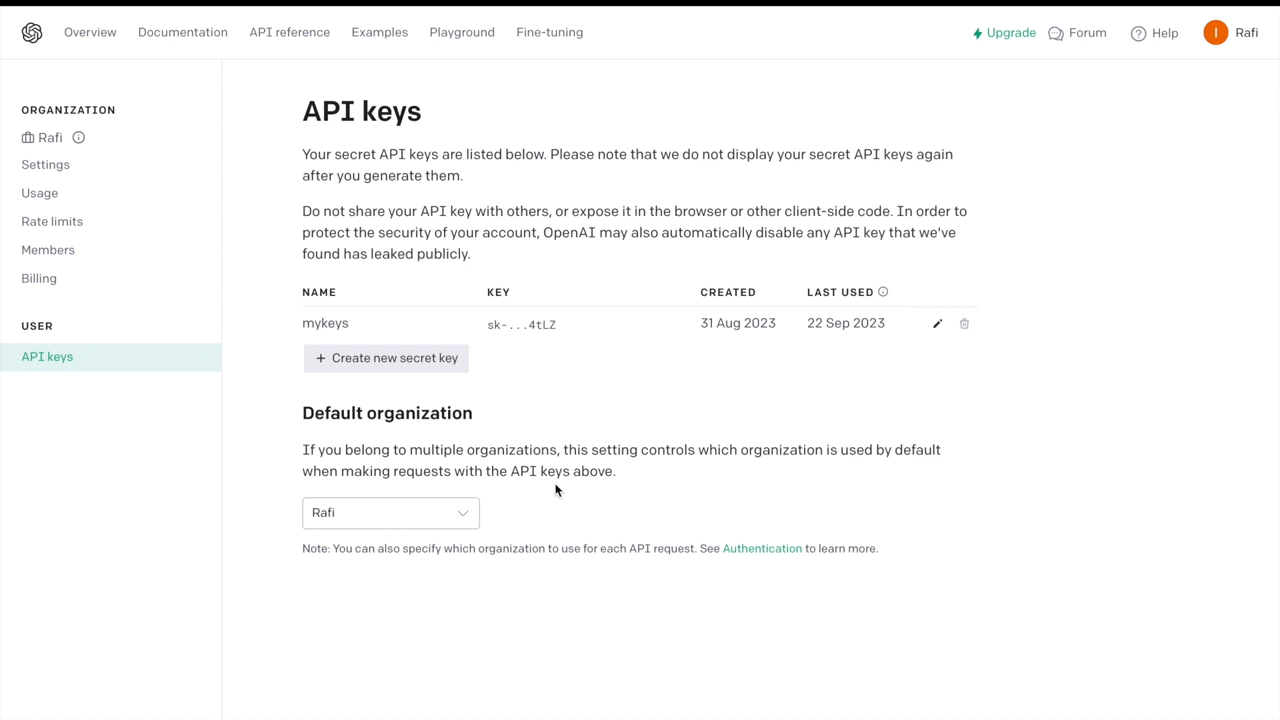 Overview Documentation API reference Examples Playground Fine-tuning Upgrade Forum Help I Rafi
ORGANIZATION
Rafi
Settings
Usage
Rate limits
Members
Billing
USER
API keys
API keys
Your secret API keys are listed below. Please note that we do not display your secret API keys again
after you generate them.
Do not share your API key with others, or expose it in the browser or other client-side code. In order to
protect the security of your account, OpenAI may also automatically disable any API key that we've
found has leaked publicly.
NAME KEY CREATED LAST USED
mykeys sk-...4tLZ 31 Aug 2023 22 Sep 2023
+ Create new secret key
Default organization
If you belong to multiple organizations, this setting controls which organization is used by default
when making requests with the API keys above.
Rafi
Note: You can also specify which organization to use for each API request. See Authentication to learn more.